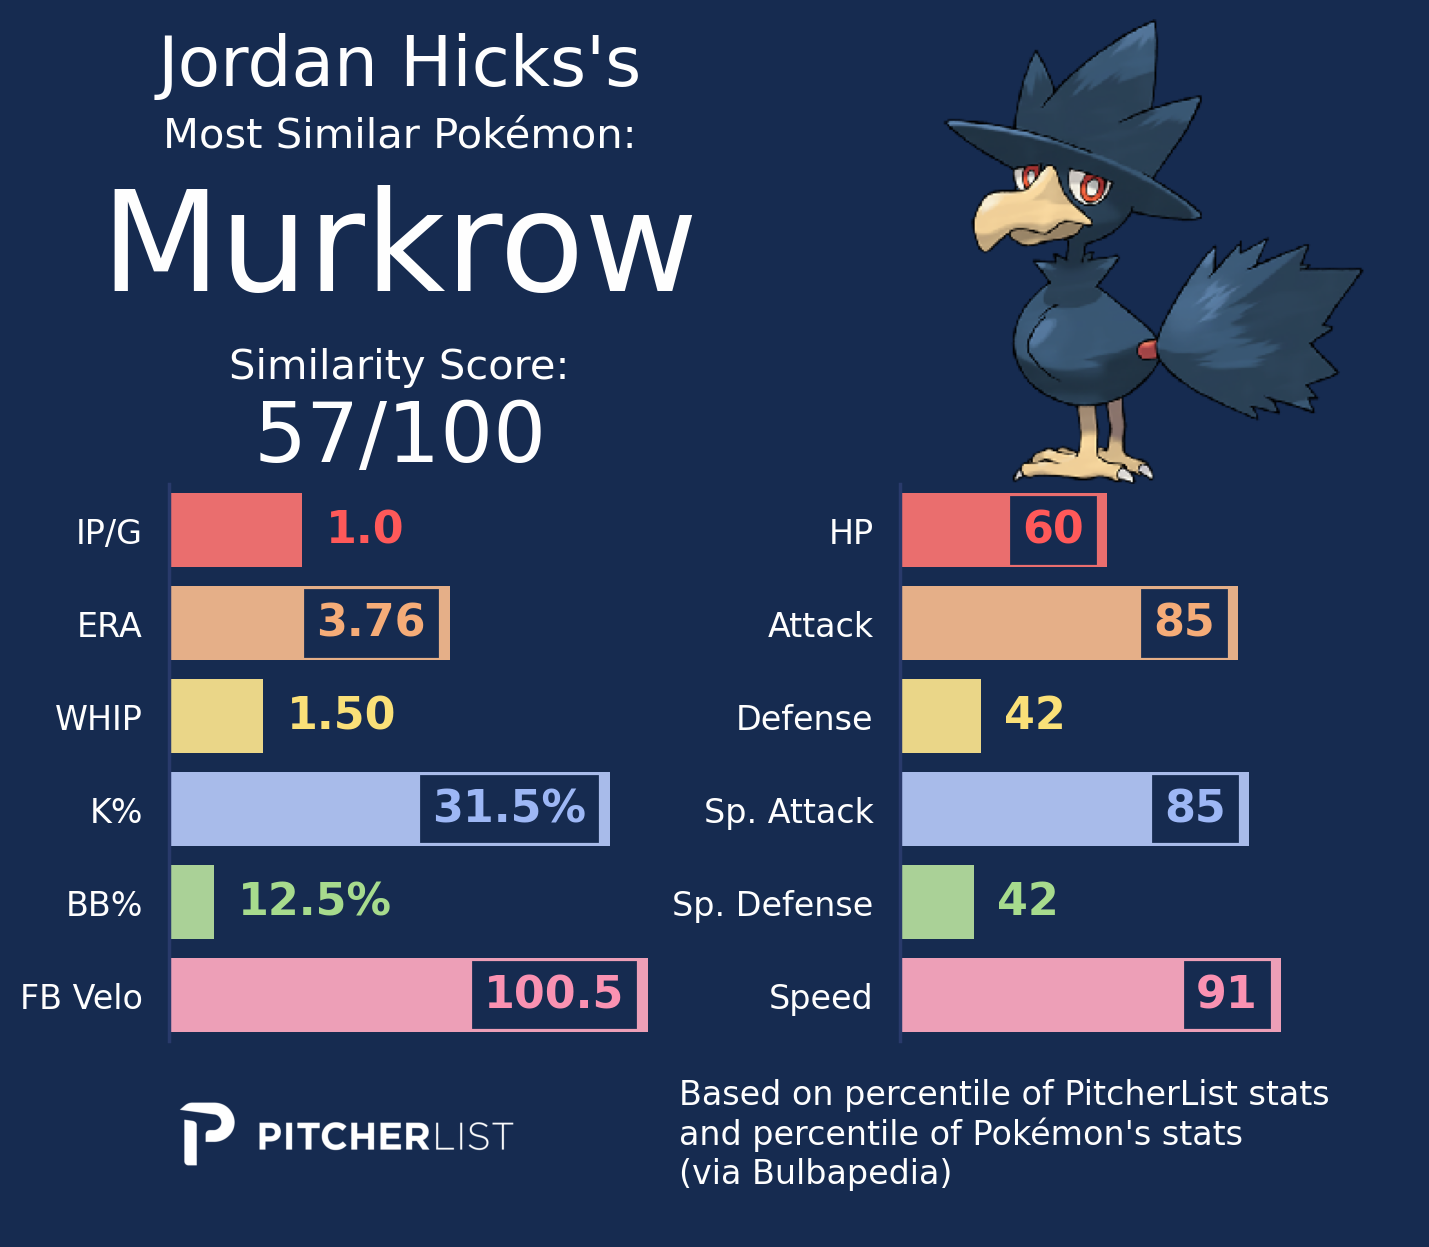 Jordan Hicks's
Most Similar Pokémon:
Murkrow
Similarity Score:
57/100
IP/G 1.0
ERA 3.76
WHIP 1.50
K% 31.5%
BB% 12.5%
FB Velo 100.5
HP 60
Attack 85
Defense 42
Sp. Attack 85
Sp. Defense 42
Speed 91
PITCHERLIST
Based on percentile of PitcherList stats
and percentile of Pokémon's stats
(via Bulbapedia)